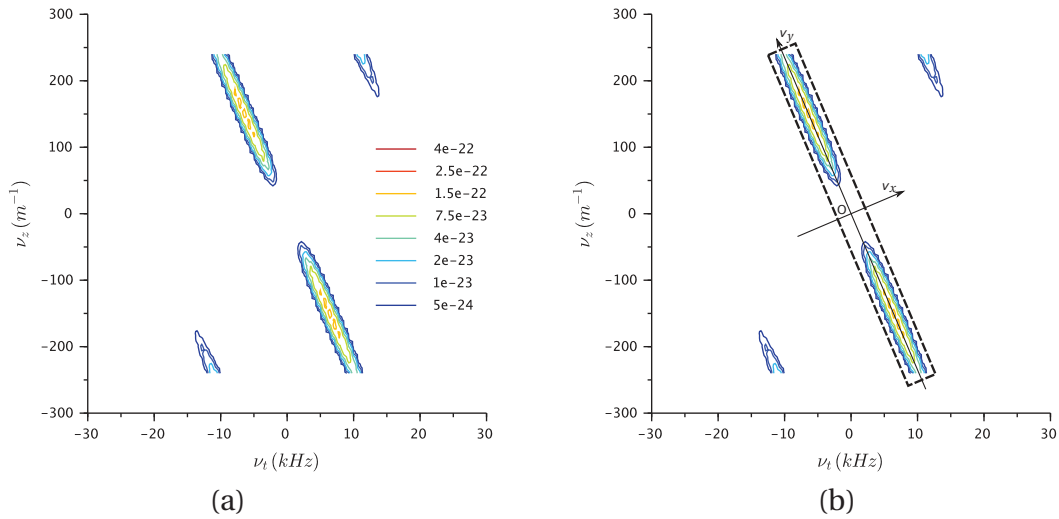 300
200
100
0
−100
−200
−300
ν_z (m^{−1})
−30 −20 −10 0 10 20 30
ν_t (kHz)
4e−22
2.5e−22
1.5e−22
7.5e−23
4e−23
2e−23
1e−23
5e−24
(a)
300
200
100
0
−100
−200
−300
ν_z (m^{−1})
ν_y
ν_x
O
−30 −20 −10 0 10 20 30
ν_t (kHz)
(b)